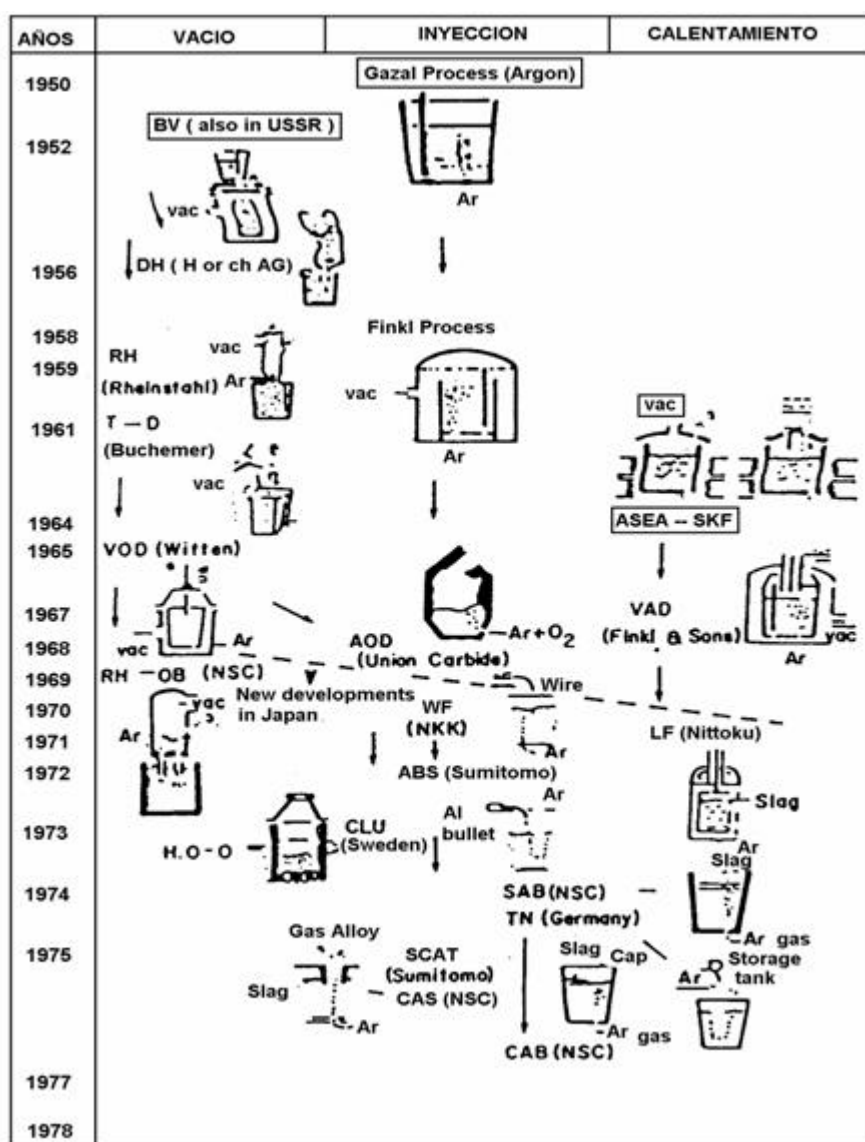 AÑOS VACIO INYECCION CALENTAMIENTO
1950
Gazal Process (Argon)
BV ( also in USSR )
1952
Ar
vac
1956
DH ( H or ch AG)
1958
Finkl Process
vac
1959
RH
(Rheinstahl)
Ar
vac
vac
1961
T — D
(Buchemer)
Ar
vac
1964
ASEA -- SKF
1965
VOD (Witten)
1967
Ar+O2
VAD
(Finkl & Sons)
vac
Ar
vac
Ar
1968
AOD
(Union Carbide)
1969
RH — OB (NSC)
Wire
1970
New developments
in Japan
vac
WF
(NKK)
LF (Nittoku)
1971
Ar
Ar
1972
ABS (Sumitomo)
Ar
Slag
Al
bullet
1973
H.O-O
CLU
(Sweden)
Ar
Slag
1974
SAB (NSC)
TN (Germany)
Ar gas
1975
Gas Alloy
SCAT
(Sumitomo)
Slag
CAS (NSC)
Ar
Slag Cap
Ar gas
Storage
tank
Ar
CAB (NSC)
1977
1978